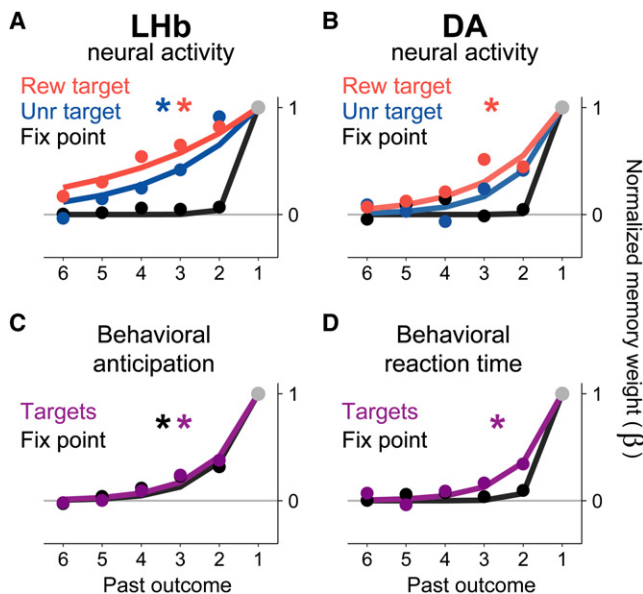 A
LHb
neural activity
Rew target
Unr target
Fix point
* *
1
0
6 5 4 3 2 1
B
DA
neural activity
Rew target
Unr target
Fix point
*
1
0
6 5 4 3 2 1
C
Behavioral
anticipation
Targets
Fix point
* *
1
0
6 5 4 3 2 1
Past outcome
D
Behavioral
reaction time
Targets
Fix point
*
1
0
6 5 4 3 2 1
Past outcome
Normalized memory weight (β)